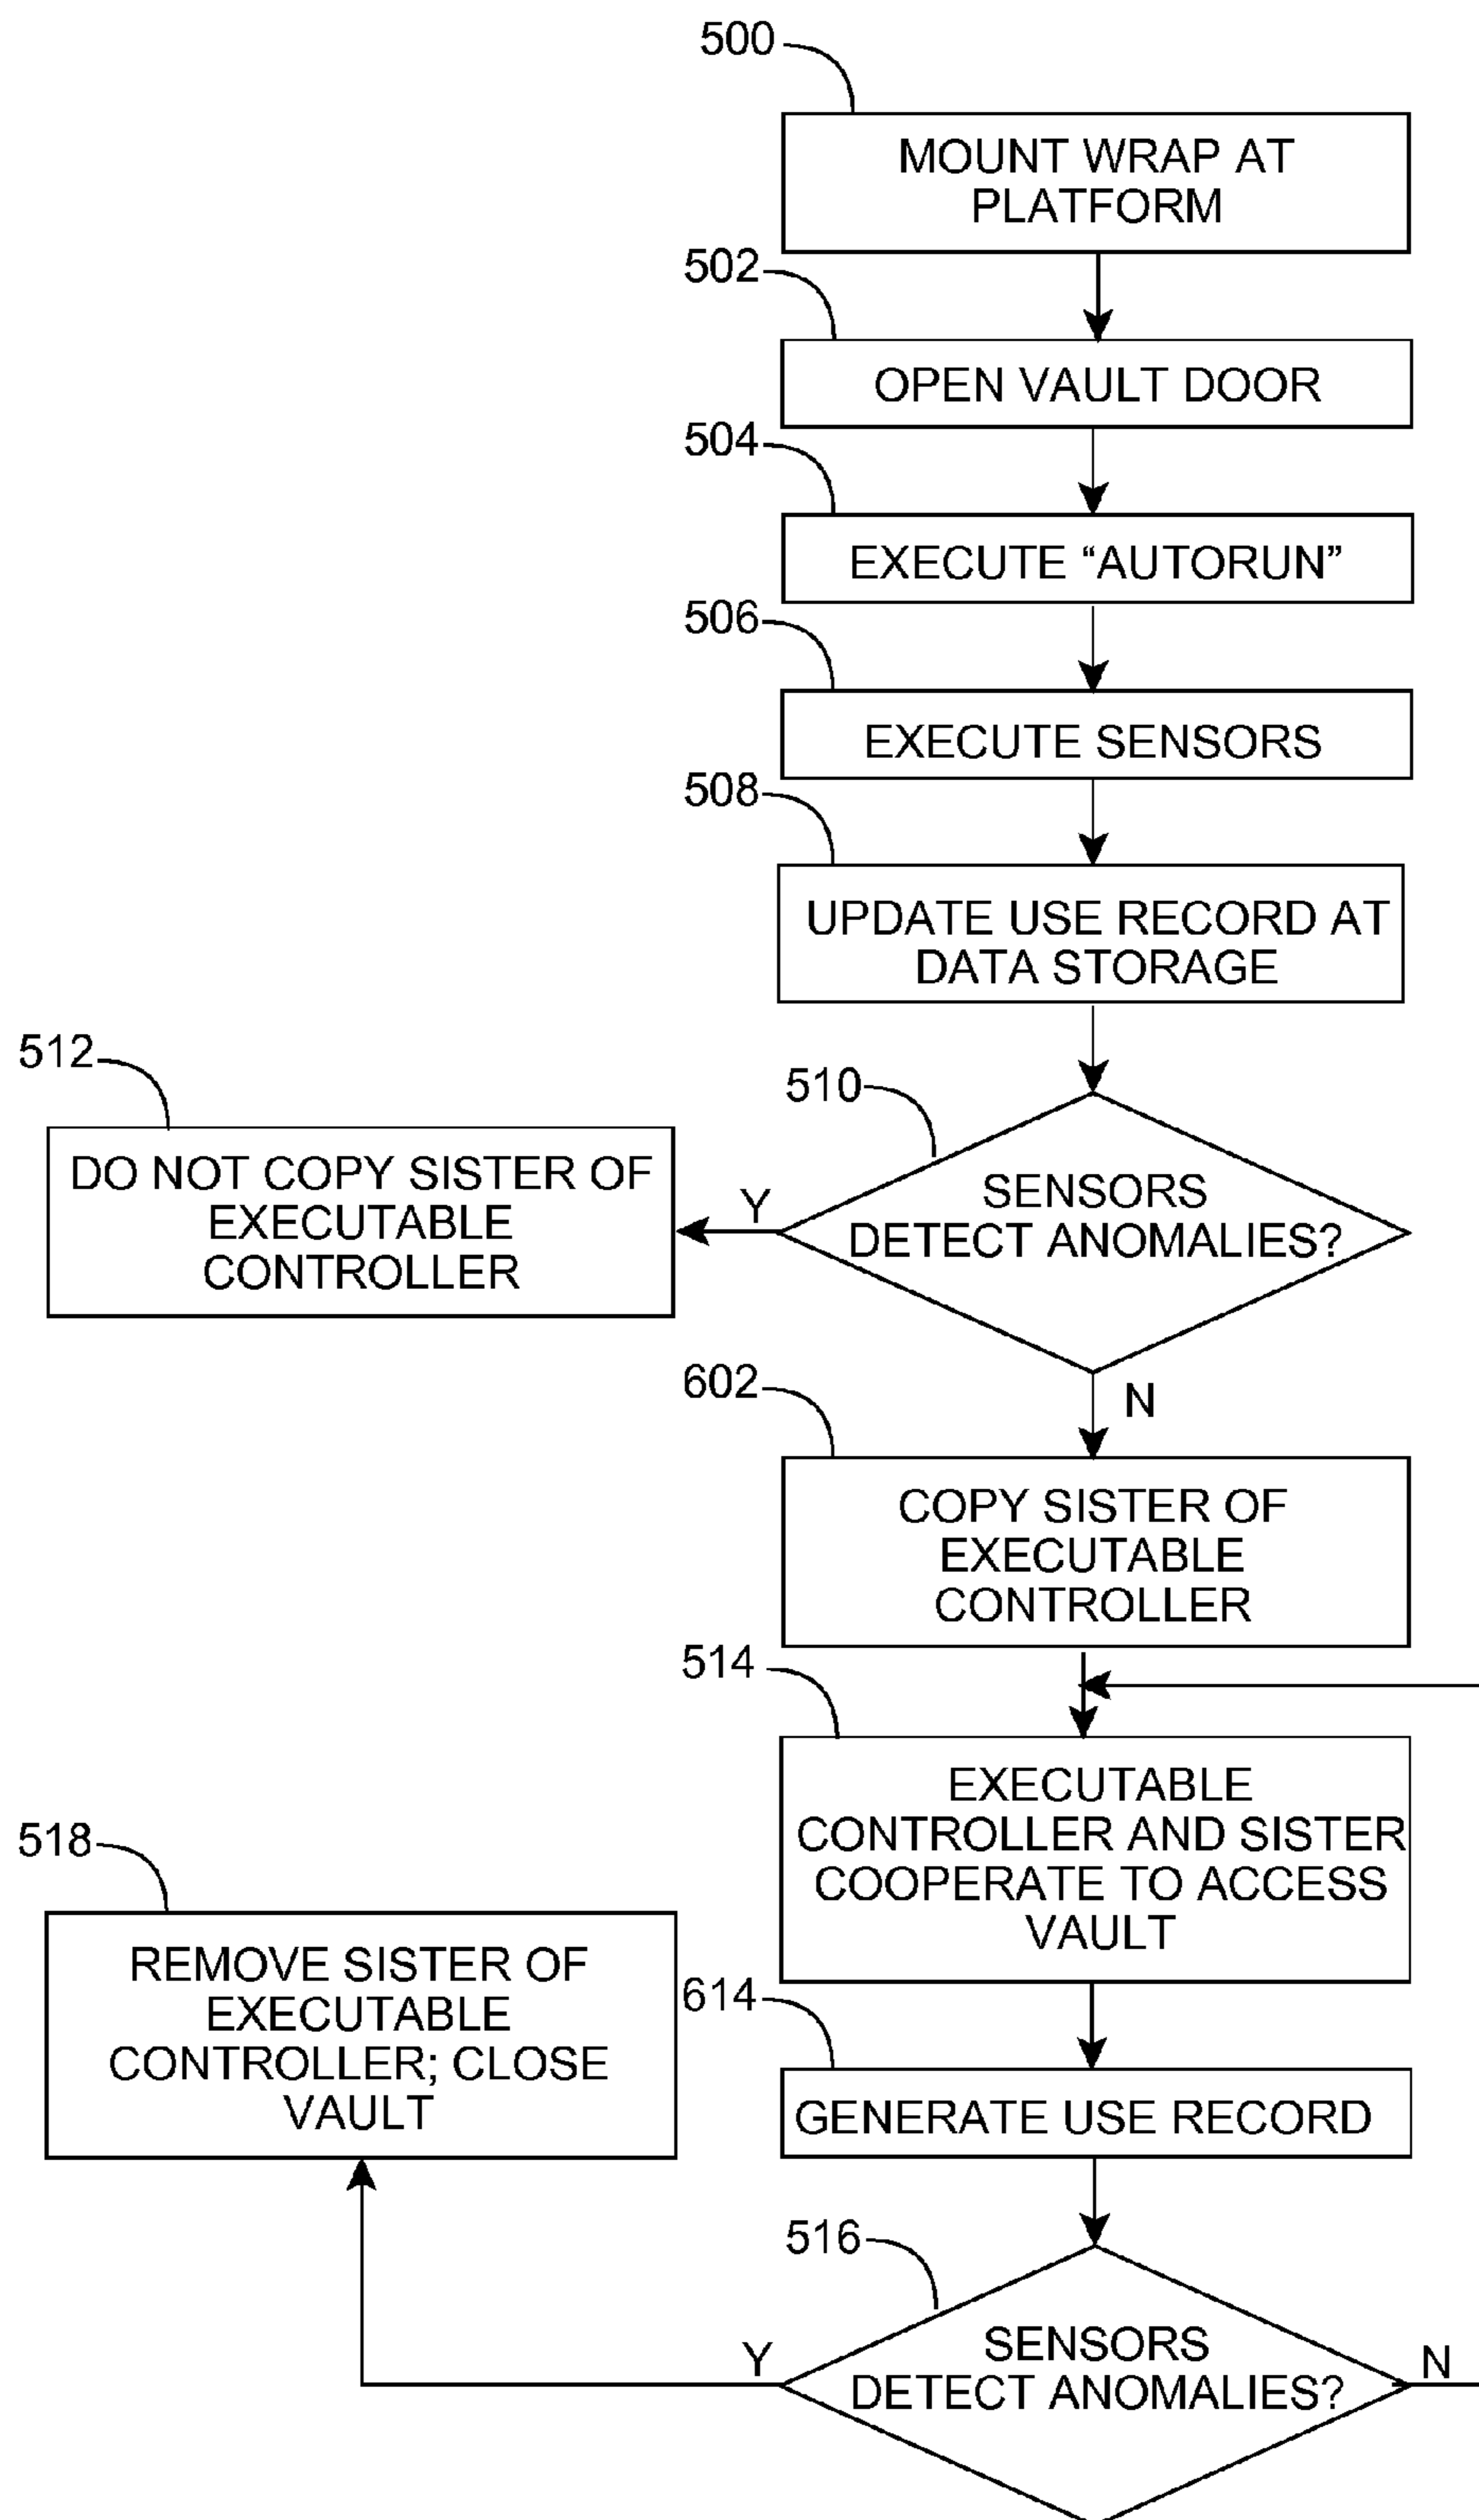 500
MOUNT WRAP AT
PLATFORM
502
OPEN VAULT DOOR
504
EXECUTE “AUTORUN”
506
EXECUTE SENSORS
508
UPDATE USE RECORD AT
DATA STORAGE
510
SENSORS
DETECT ANOMALIES?
Y
512
DO NOT COPY SISTER OF
EXECUTABLE
CONTROLLER
N
602
COPY SISTER OF
EXECUTABLE
CONTROLLER
514
EXECUTABLE
CONTROLLER AND SISTER
COOPERATE TO ACCESS
VAULT
614
GENERATE USE RECORD
516
SENSORS
DETECT ANOMALIES?
Y
N
518
REMOVE SISTER OF
EXECUTABLE
CONTROLLER; CLOSE
VAULT